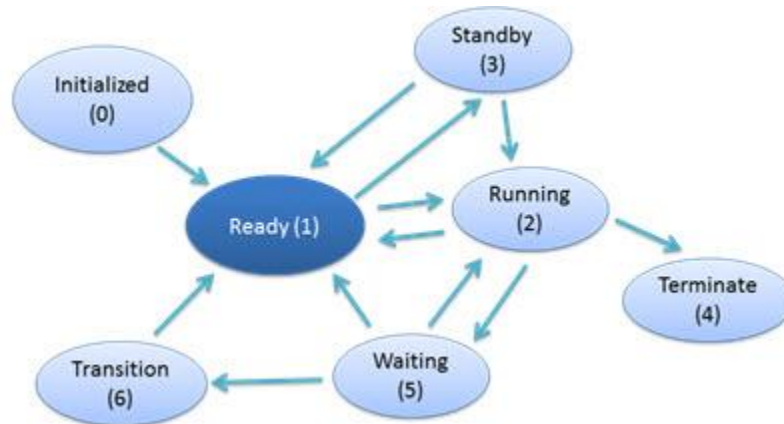 Standby
(3)
Initialized
(0)
Running
(2)
Ready (1)
Terminate
(4)
Transition
(6)
Waiting
(5)